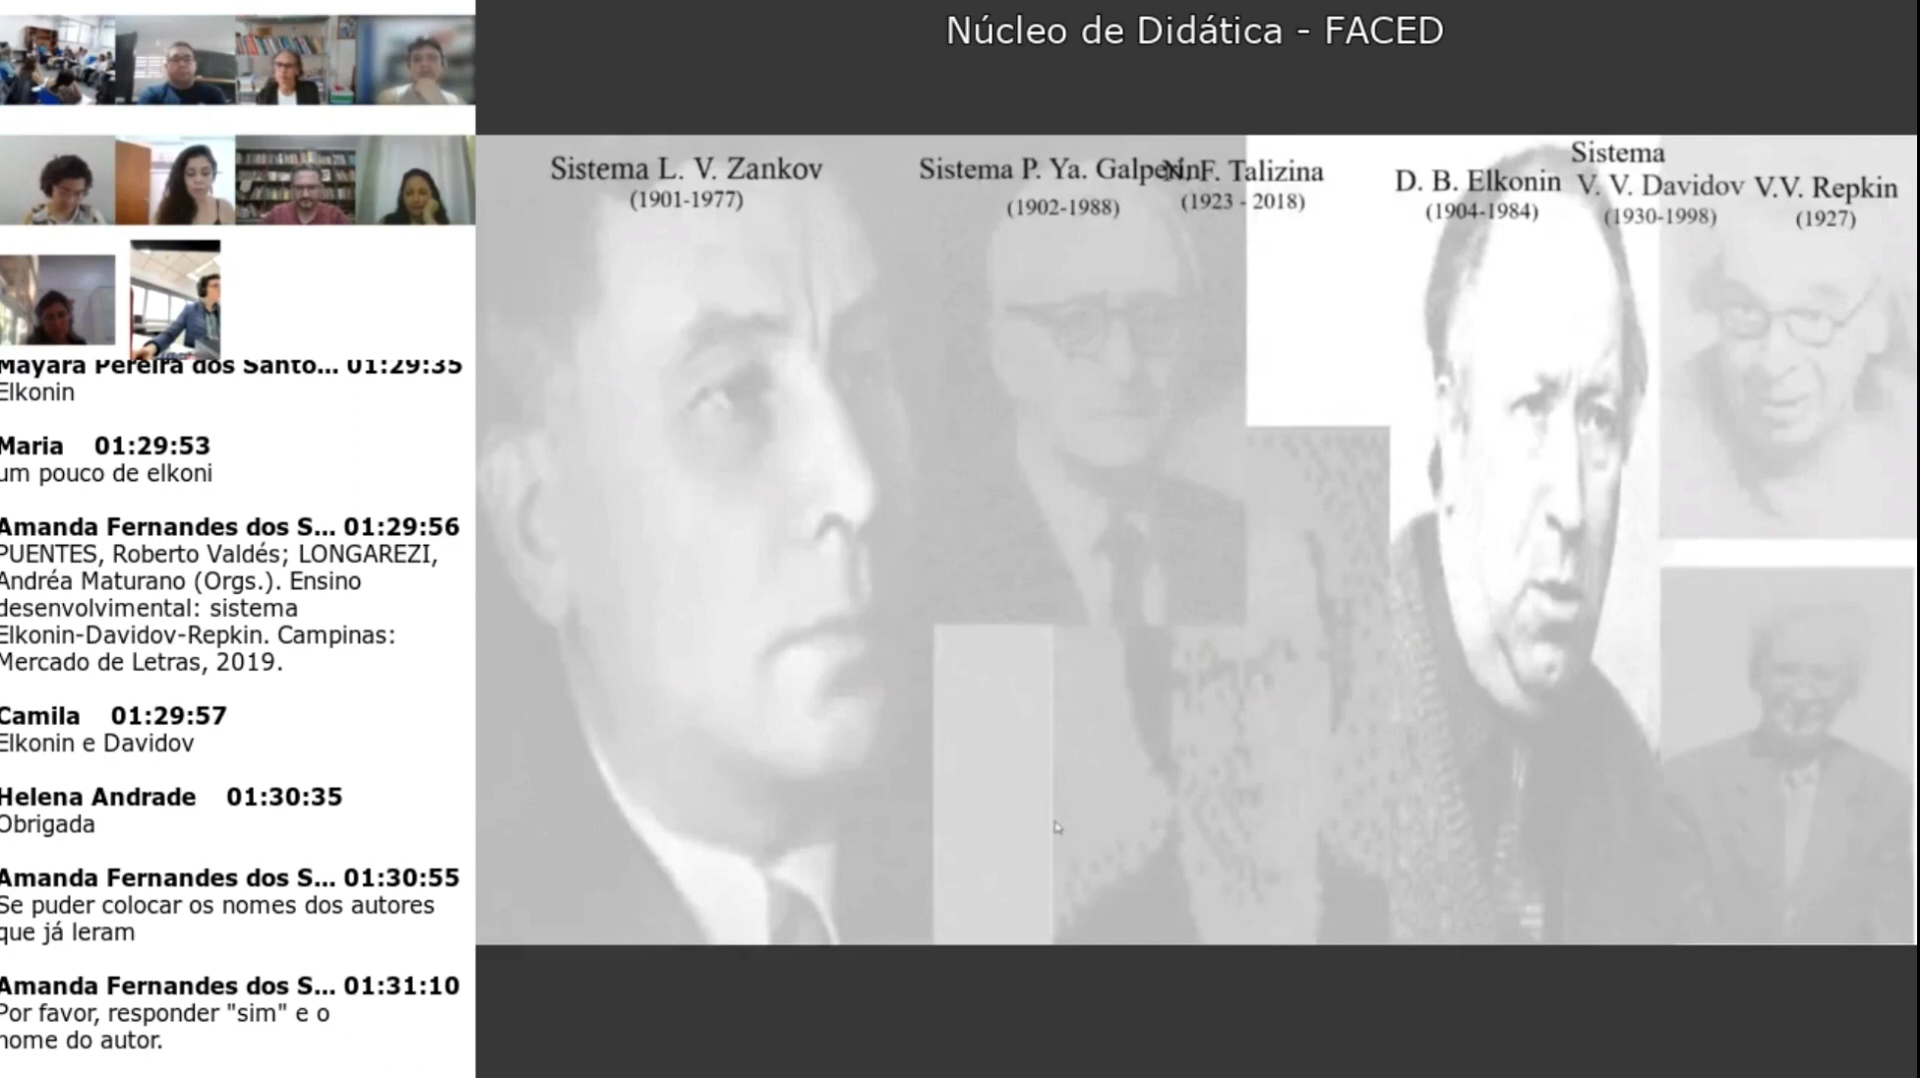 Núcleo de Didática - FACED
Sistema L. V. Zankov
(1901-1977)
Sistema P. Ya. Galperin
(1902-1988)
N. F. Talizina
(1923 - 2018)
D. B. Elkonin
(1904-1984)
Sistema
V. V. Davidov
(1930-1998)
V.V. Repkin
(1927)
Mayara Pereira dos Santo... 01:29:35
Elkonin
Maria 01:29:53
um pouco de elkoni
Amanda Fernandes dos S... 01:29:56
PUENTES, Roberto Valdés; LONGAREZI,
Andréa Maturano (Orgs.). Ensino
desenvolvimental: sistema
Elkonin-Davidov-Repkin. Campinas:
Mercado de Letras, 2019.
Camila 01:29:57
Elkonin e Davidov
Helena Andrade 01:30:35
Obrigada
Amanda Fernandes dos S... 01:30:55
Se puder colocar os nomes dos autores
que já leram
Amanda Fernandes dos S... 01:31:10
Por favor, responder "sim" e o
nome do autor.